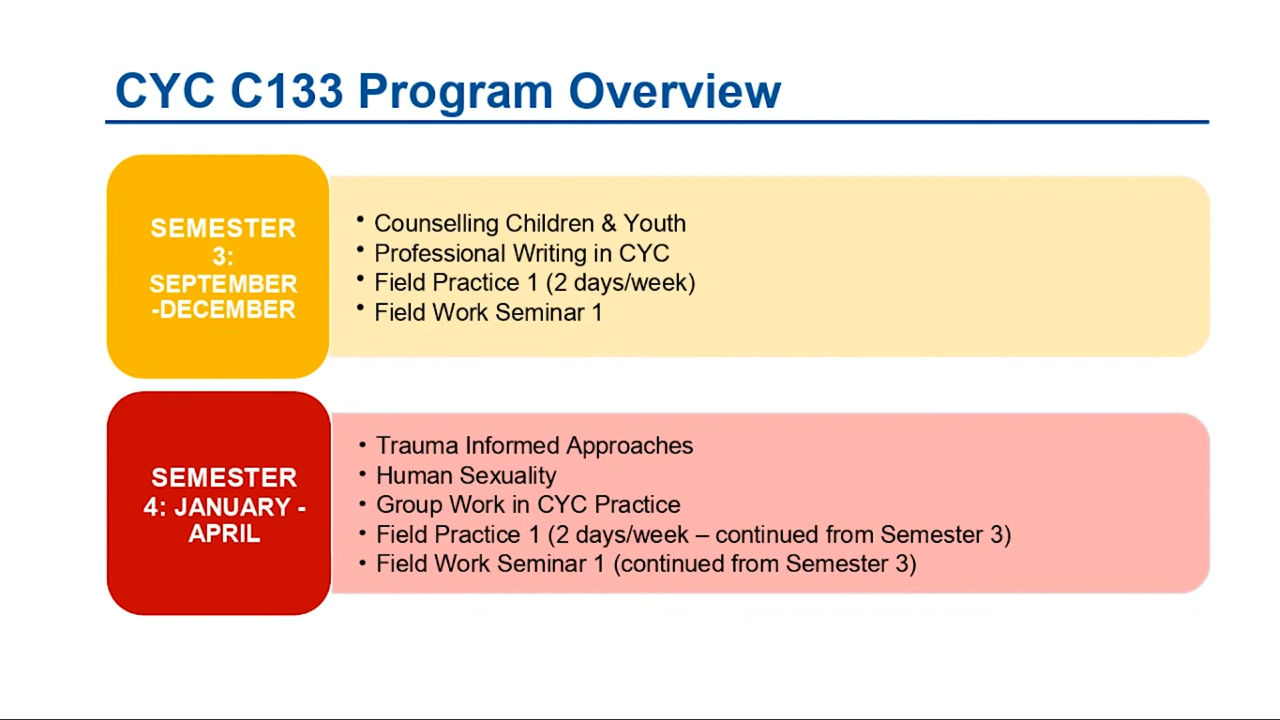 CYC C133 Program Overview
SEMESTER
3:
SEPTEMBER
-DECEMBER
• Counselling Children & Youth
• Professional Writing in CYC
• Field Practice 1 (2 days/week)
• Field Work Seminar 1
SEMESTER
4: JANUARY -
APRIL
• Trauma Informed Approaches
• Human Sexuality
• Group Work in CYC Practice
• Field Practice 1 (2 days/week – continued from Semester 3)
• Field Work Seminar 1 (continued from Semester 3)